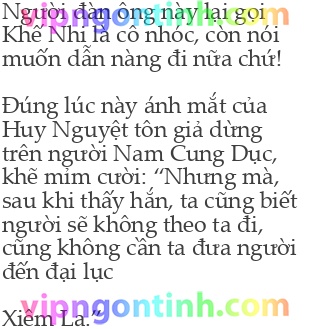 Người đàn ông này lại gọi
Khế Nhi là cô nhóc, còn nói
muốn dẫn nàng đi nữa chứ!
Đúng lúc này ánh mắt của
Huy Nguyệt tôn giả dừng
trên người Nam Cung Dục,
khẽ mỉm cười: “Nhưng mà,
sau khi thấy hắn, ta cũng biết
người sẽ không theo ta đi,
cũng không cần ta đưa người
đến đại lục
Xiêm La.”
vipngontinh.com
vipngontinh.com